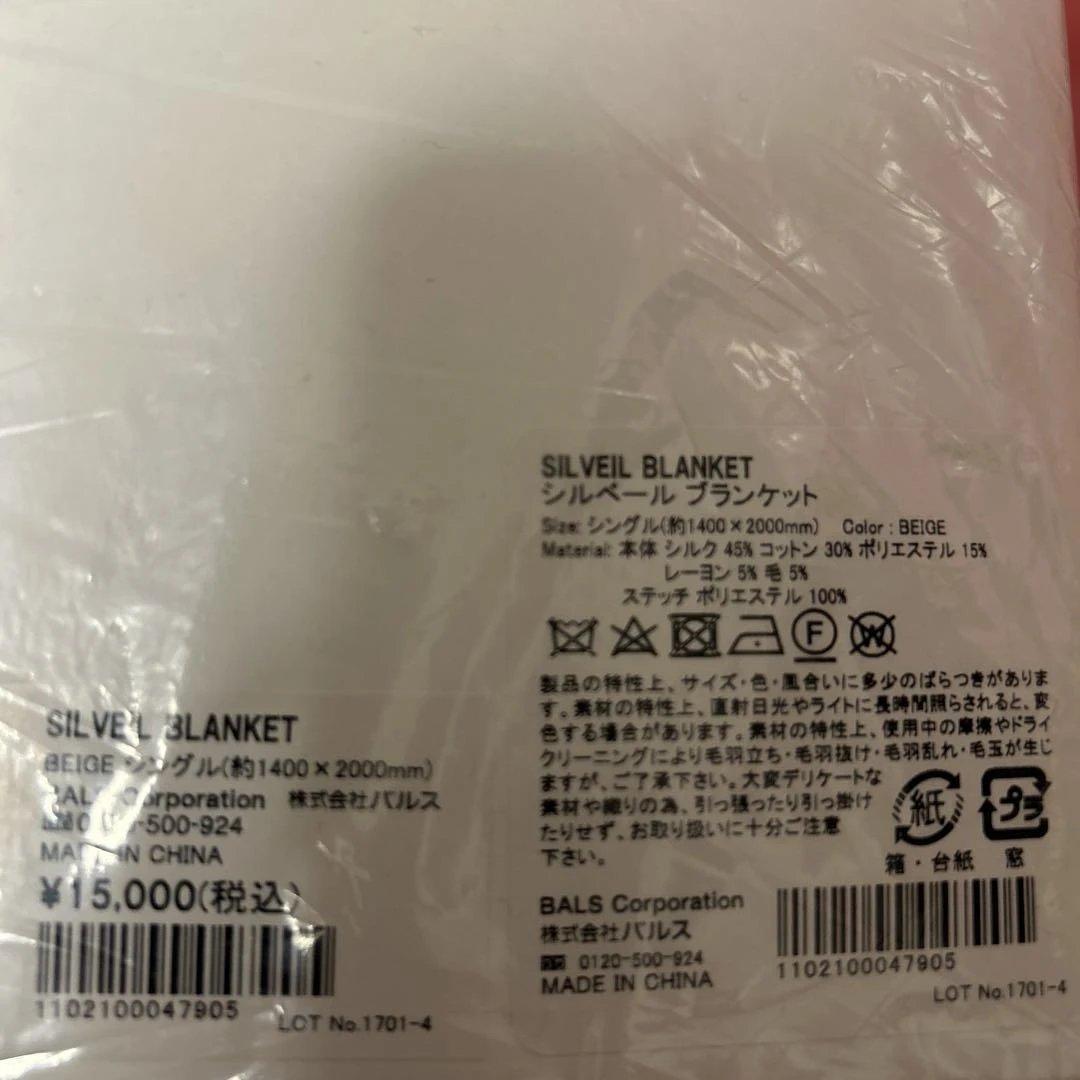 SILVEIL BLANKET
シルベール ブランケット
Size: シングル(約1400×2000mm) Color : BEIGE
Material: 本体 シルク 45% コットン 30% ポリエステル 15%
レーヨン 5% 毛 5%
ステッチ ポリエステル 100%
F W
製品の特性上、サイズ・色・風合いに多少のばらつきがありま
す。素材の特性上、直射日光やライトに長時間照らされると、変
色する場合があります。素材の特性上、使用中の摩擦やドライ
クリーニングにより毛羽立ち・毛羽抜け・毛羽乱れ・毛玉が生じ
ますが、ご了承下さい。大変デリケートな
素材や織りの為、引っ張ったり引っ掛け
たりせず、お取り扱いに十分ご注意
下さい。
紙 プラ
箱・台紙 窓
BALS Corporation
株式会社バルス
0120-500-924
MADE IN CHINA
1102100047905
LOT No.1701-4
SILVEIL BLANKET
BEIGE シングル(約1400×2000mm)
BALS Corporation 株式会社バルス
-500-924
MADE IN CHINA
¥15,000(税込)
1102100047905
LOT No.1701-4